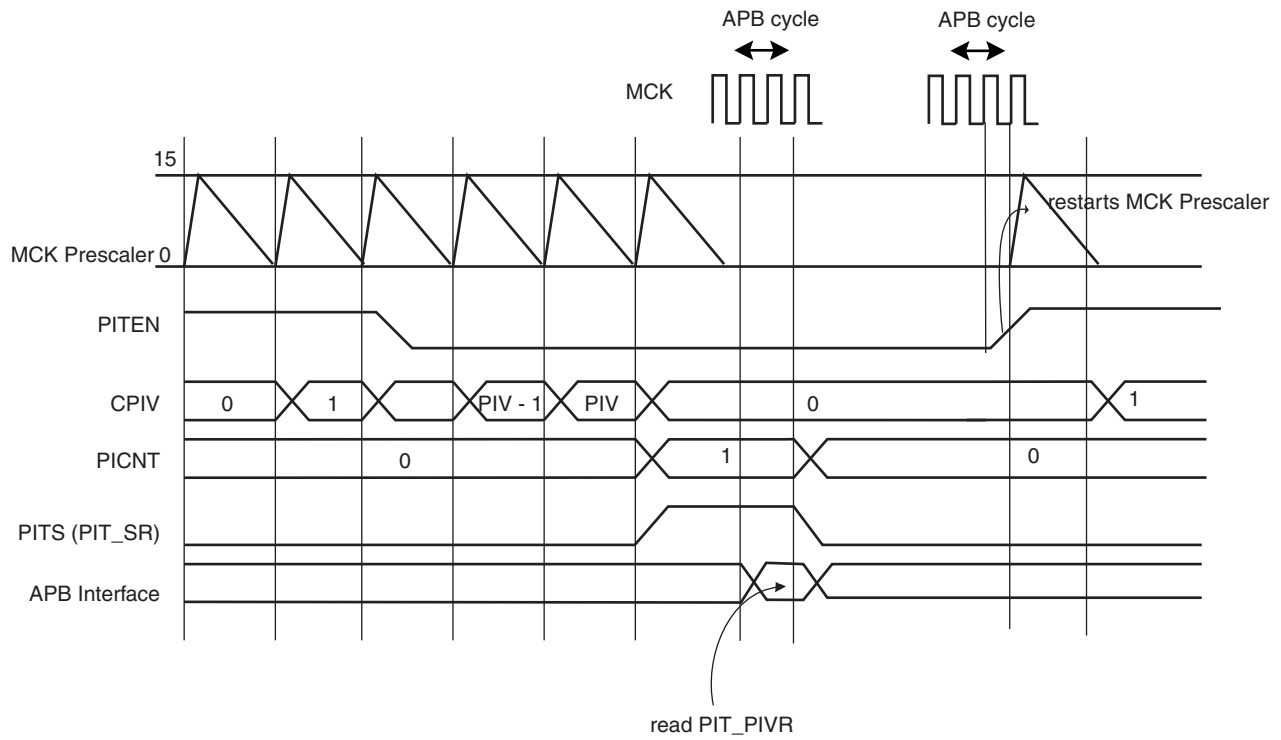 APB cycle
APB cycle
MCK
15
restarts MCK Prescaler
MCK Prescaler 0
PITEN
CPIV
0
1
PIV - 1
PIV
0
1
PICNT
0
1
0
PITS (PIT_SR)
APB Interface
read PIT_PIVR